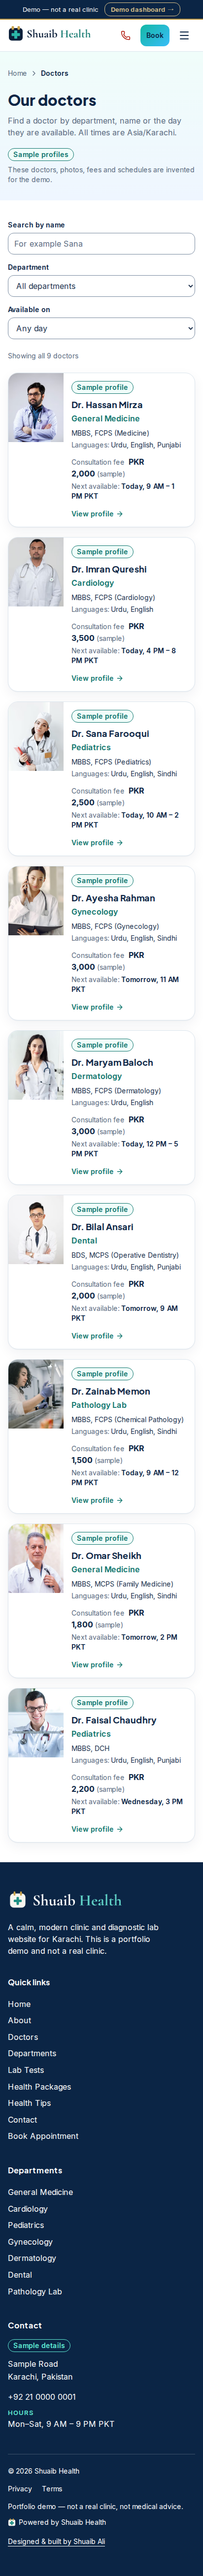 Demo — not a real clinic Demo dashboard →
Shuaib Health Book
Home > Doctors
Our doctors
Find a doctor by department, name or the day
they are available. All times are Asia/Karachi.
Sample profiles
These doctors, photos, fees and schedules are invented
for the demo.
Search by name
For example Sana
Department
All departments
Available on
Any day
Showing all 9 doctors
Sample profile
Dr. Hassan Mirza
General Medicine
MBBS, FCPS (Medicine)
Languages: Urdu, English, Punjabi
Consultation fee PKR
2,000 (sample)
Next available: Today, 9 AM – 1
PM PKT
View profile →
Sample profile
Dr. Imran Qureshi
Cardiology
MBBS, FCPS (Cardiology)
Languages: Urdu, English
Consultation fee PKR
3,500 (sample)
Next available: Today, 4 PM – 8
PM PKT
View profile →
Sample profile
Dr. Sana Farooqui
Pediatrics
MBBS, FCPS (Pediatrics)
Languages: Urdu, English, Sindhi
Consultation fee PKR
2,500 (sample)
Next available: Today, 10 AM – 2
PM PKT
View profile →
Sample profile
Dr. Ayesha Rahman
Gynecology
MBBS, FCPS (Gynecology)
Languages: Urdu, English, Sindhi
Consultation fee PKR
3,000 (sample)
Next available: Tomorrow, 11 AM
PKT
View profile →
Sample profile
Dr. Maryam Baloch
Dermatology
MBBS, FCPS (Dermatology)
Languages: Urdu, English
Consultation fee PKR
3,000 (sample)
Next available: Today, 12 PM – 5
PM PKT
View profile →
Sample profile
Dr. Bilal Ansari
Dental
BDS, MCPS (Operative Dentistry)
Languages: Urdu, English, Punjabi
Consultation fee PKR
2,000 (sample)
Next available: Tomorrow, 9 AM
PKT
View profile →
Sample profile
Dr. Zainab Memon
Pathology Lab
MBBS, FCPS (Chemical Pathology)
Languages: Urdu, English, Sindhi
Consultation fee PKR
1,500 (sample)
Next available: Today, 9 AM – 12
PM PKT
View profile →
Sample profile
Dr. Omar Sheikh
General Medicine
MBBS, MCPS (Family Medicine)
Languages: Urdu, English, Sindhi
Consultation fee PKR
1,800 (sample)
Next available: Tomorrow, 2 PM
PKT
View profile →
Sample profile
Dr. Faisal Chaudhry
Pediatrics
MBBS, DCH
Languages: Urdu, English, Punjabi
Consultation fee PKR
2,200 (sample)
Next available: Wednesday, 3 PM
PKT
View profile →
Shuaib Health
A calm, modern clinic and diagnostic lab
website for Karachi. This is a portfolio
demo and not a real clinic.
Quick links
Home
About
Doctors
Departments
Lab Tests
Health Packages
Health Tips
Contact
Book Appointment
Departments
General Medicine
Cardiology
Pediatrics
Gynecology
Dermatology
Dental
Pathology Lab
Contact
Sample details
Sample Road
Karachi, Pakistan
+92 21 0000 0001
HOURS
Mon–Sat, 9 AM – 9 PM PKT
© 2026 Shuaib Health
Privacy Terms
Portfolio demo — not a real clinic, not medical advice.
Powered by Shuaib Health
Designed & built by Shuaib Ali